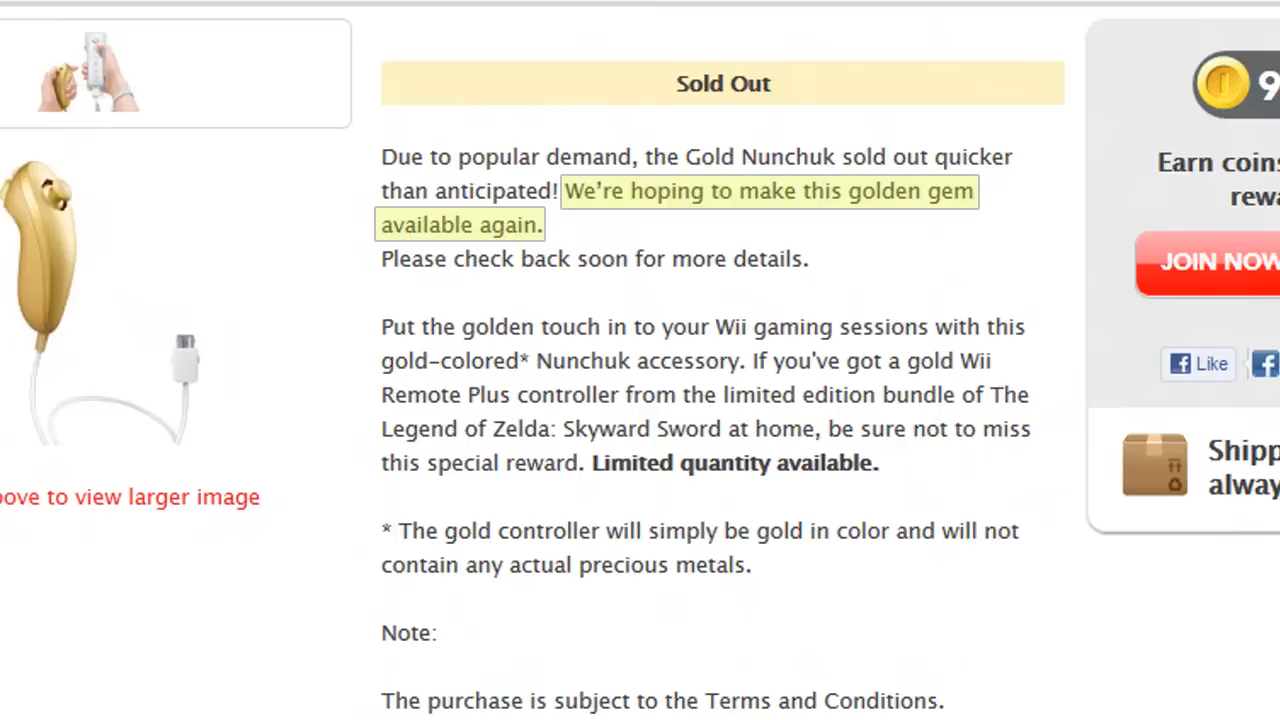 Sold Out
Due to popular demand, the Gold Nunchuk sold out quicker
than anticipated! We're hoping to make this golden gem
available again.
Please check back soon for more details.
Put the golden touch in to your Wii gaming sessions with this
gold-colored* Nunchuk accessory. If you've got a gold Wii
Remote Plus controller from the limited edition bundle of The
Legend of Zelda: Skyward Sword at home, be sure not to miss
this special reward. Limited quantity available.
* The gold controller will simply be gold in color and will not
contain any actual precious metals.
Note:
The purchase is subject to the Terms and Conditions.
to view larger image
9
Earn coins
JOIN NOW
Like